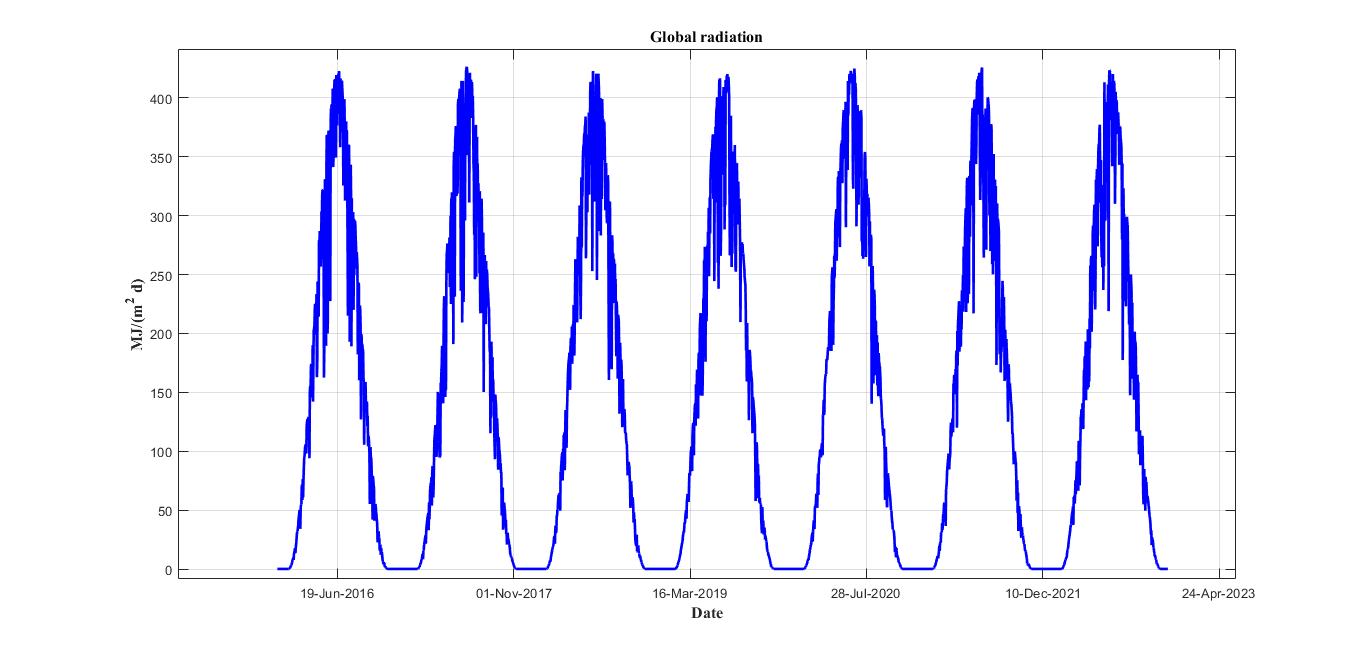 Global radiation
MJ/(m² d)
400
350
300
250
200
150
100
50
0
19-Jun-2016 01-Nov-2017 16-Mar-2019 28-Jul-2020 10-Dec-2021 24-Apr-2023
Date